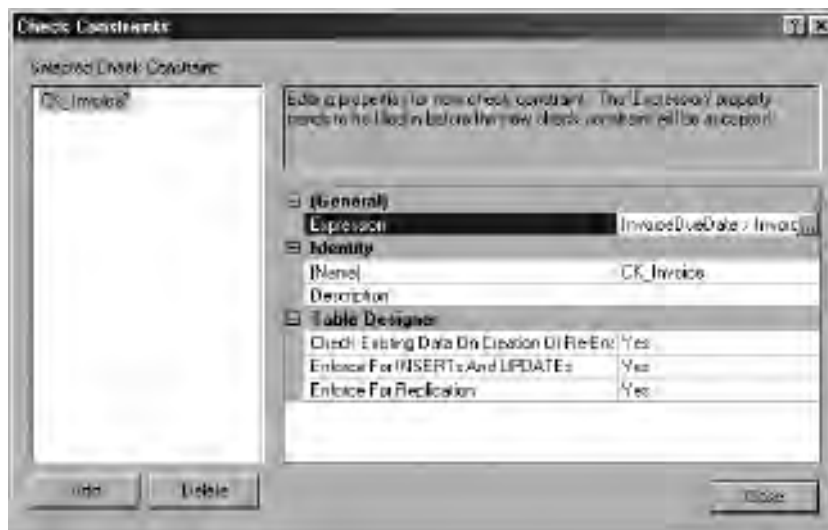 Check Constraints
Selected Check Constraint:
CK_Invoice*
Editing properties for new check constraint. The 'Expression' property
needs to be filled in before the new check constraint will be accepted.
(General)
Expression InvoiceDueDate > Invoic ...
Identity
(Name) CK_Invoice
Description
Table Designer
Check Existing Data On Creation Or Re-Ena Yes
Enforce For INSERTs And UPDATEs Yes
Enforce For Replication Yes
Add Delete Close